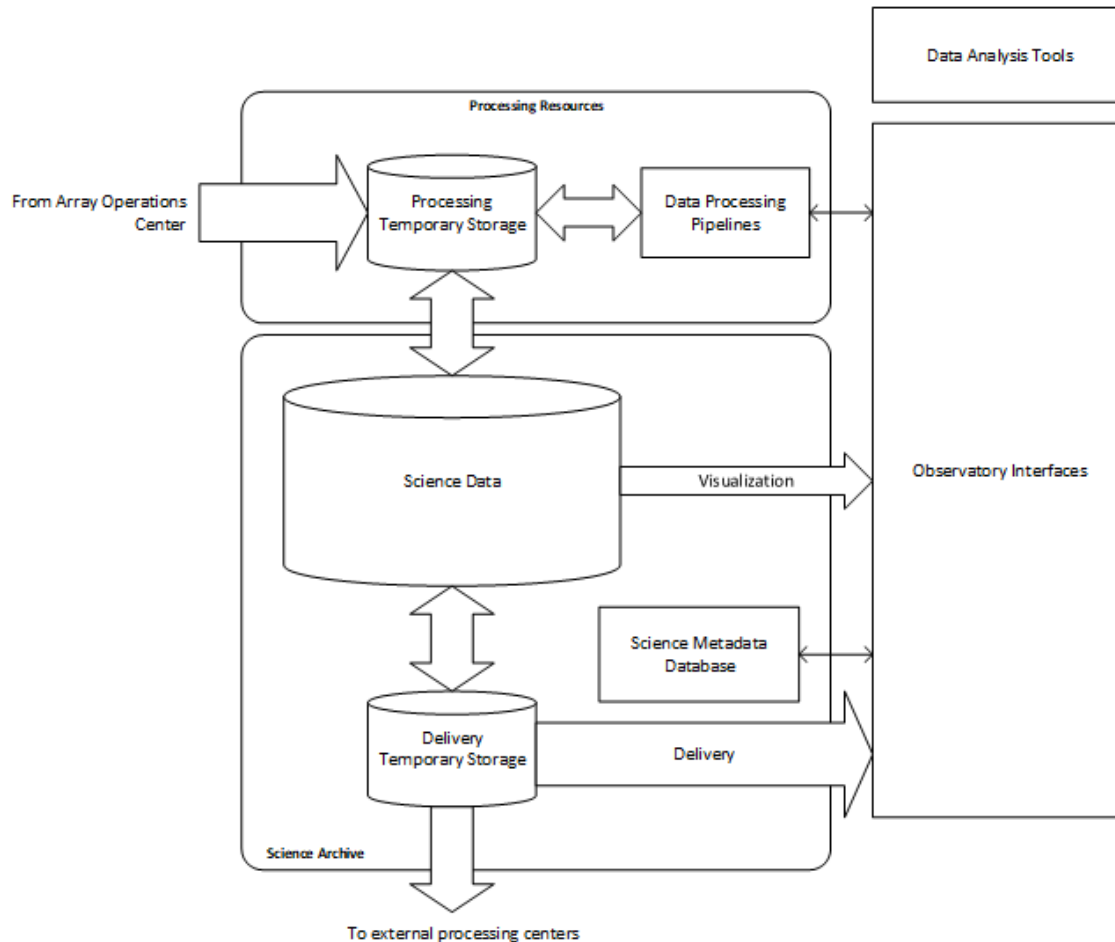 Data Analysis Tools
Processing Resources
From Array Operations
Center
Processing
Temporary Storage
Data Processing
Pipelines
Science Data
Visualization
Observatory Interfaces
Science Metadada
Database
Delivery
Temporary Storage
Delivery
Science Archive
To external processing centers